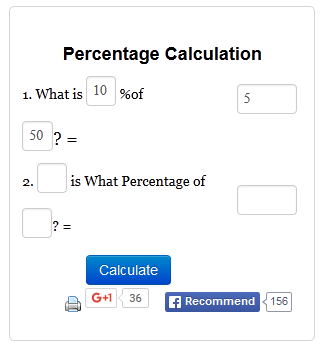 Percentage Calculation
1. What is 10 %of 5
50 ? =
2. is What Percentage of
? =
Calculate
G+1 36 Recommend 156